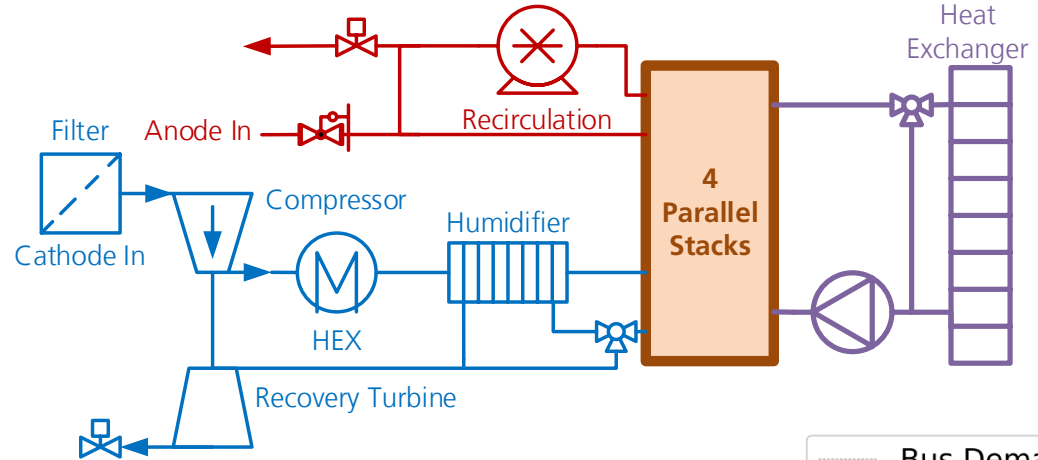 Heat
Exchanger
Filter
Anode In
Recirculation
Compressor
4
Parallel
Stacks
Humidifier
Cathode In
HEX
Recovery Turbine